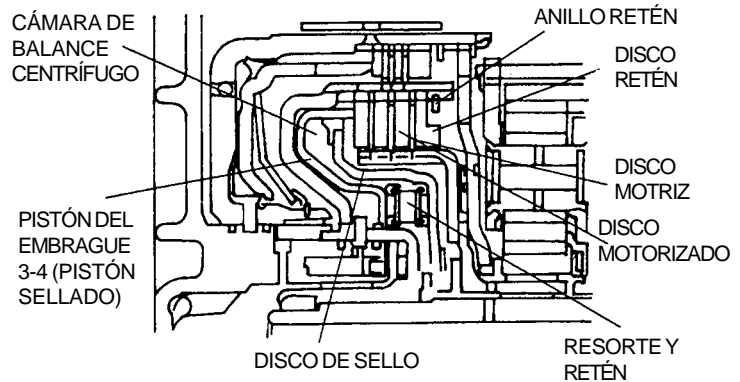 CÁMARA DE
BALANCE
CENTRÍFUGO
ANILLO RETÉN
DISCO
RETÉN
DISCO
MOTRIZ
DISCO
MOTORIZADO
PISTÓN DEL
EMBRAGUE
3-4 (PISTÓN
SELLADO)
DISCO DE SELLO
RESORTE Y
RETÉN